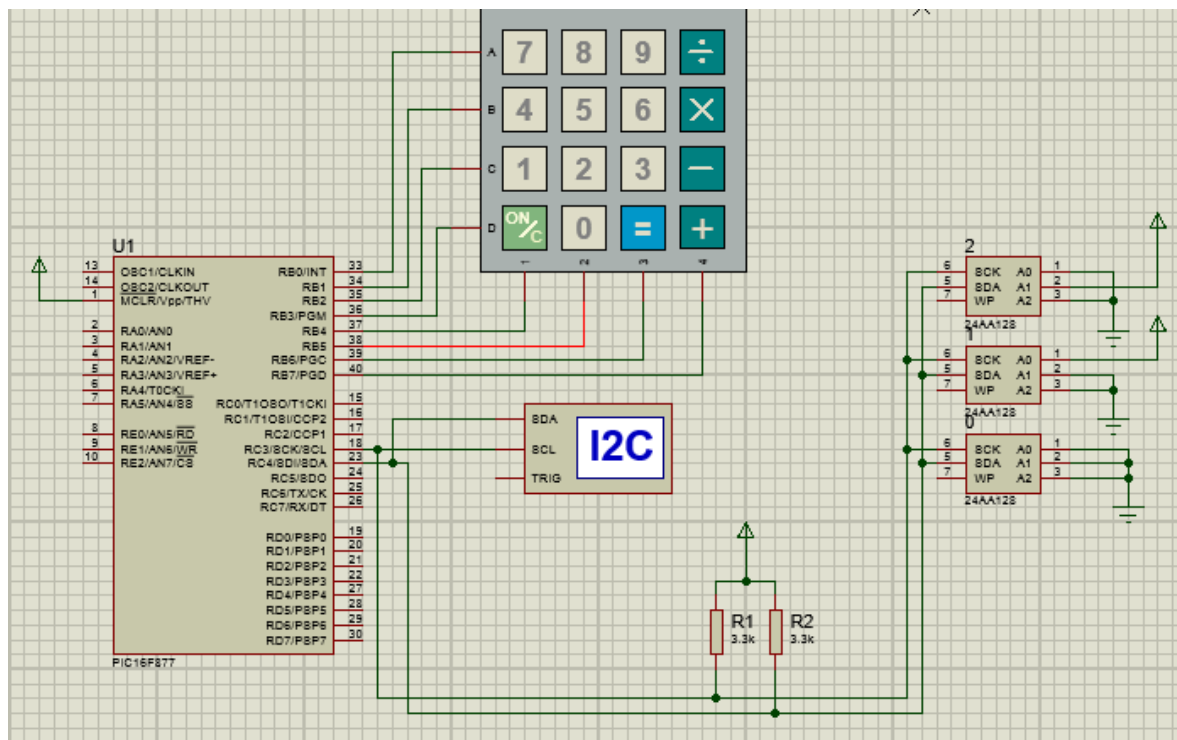 A 7 8 9 ÷
B 4 5 6 ×
C 1 2 3 −
D ON/C 0 = +
1 2 3 4
U1
13 OSC1/CLKIN
14 OSC2/CLKOUT
1 MCLR/Vpp/THV
2 RA0/AN0
3 RA1/AN1
4 RA2/AN2/VREF-
5 RA3/AN3/VREF+
6 RA4/T0CKI
7 RA5/AN4/SS
8 RE0/AN5/RD
9 RE1/AN6/WR
10 RE2/AN7/CS
RB0/INT 33
RB1 34
RB2 35
RB3/PGM 36
RB4 37
RB5 38
RB6/PGC 39
RB7/PGD 40
RC0/T1OSO/T1CKI 15
RC1/T1OSI/CCP2 16
RC2/CCP1 17
RC3/SCK/SCL 18
RC4/SDI/SDA 23
RC5/SDO 24
RC6/TX/CK 25
RC7/RX/DT 26
RD0/PSP0 19
RD1/PSP1 20
RD2/PSP2 21
RD3/PSP3 22
RD4/PSP4 27
RD5/PSP5 28
RD6/PSP6 29
RD7/PSP7 30
PIC16F877
SDA
SCL
TRIG
I2C
R1
3.3k
R2
3.3k
2
6 SCK A0 1
5 SDA A1 2
7 WP A2 3
24AA128
1
6 SCK A0 1
5 SDA A1 2
7 WP A2 3
24AA128
0
6 SCK A0 1
5 SDA A1 2
7 WP A2 3
24AA128